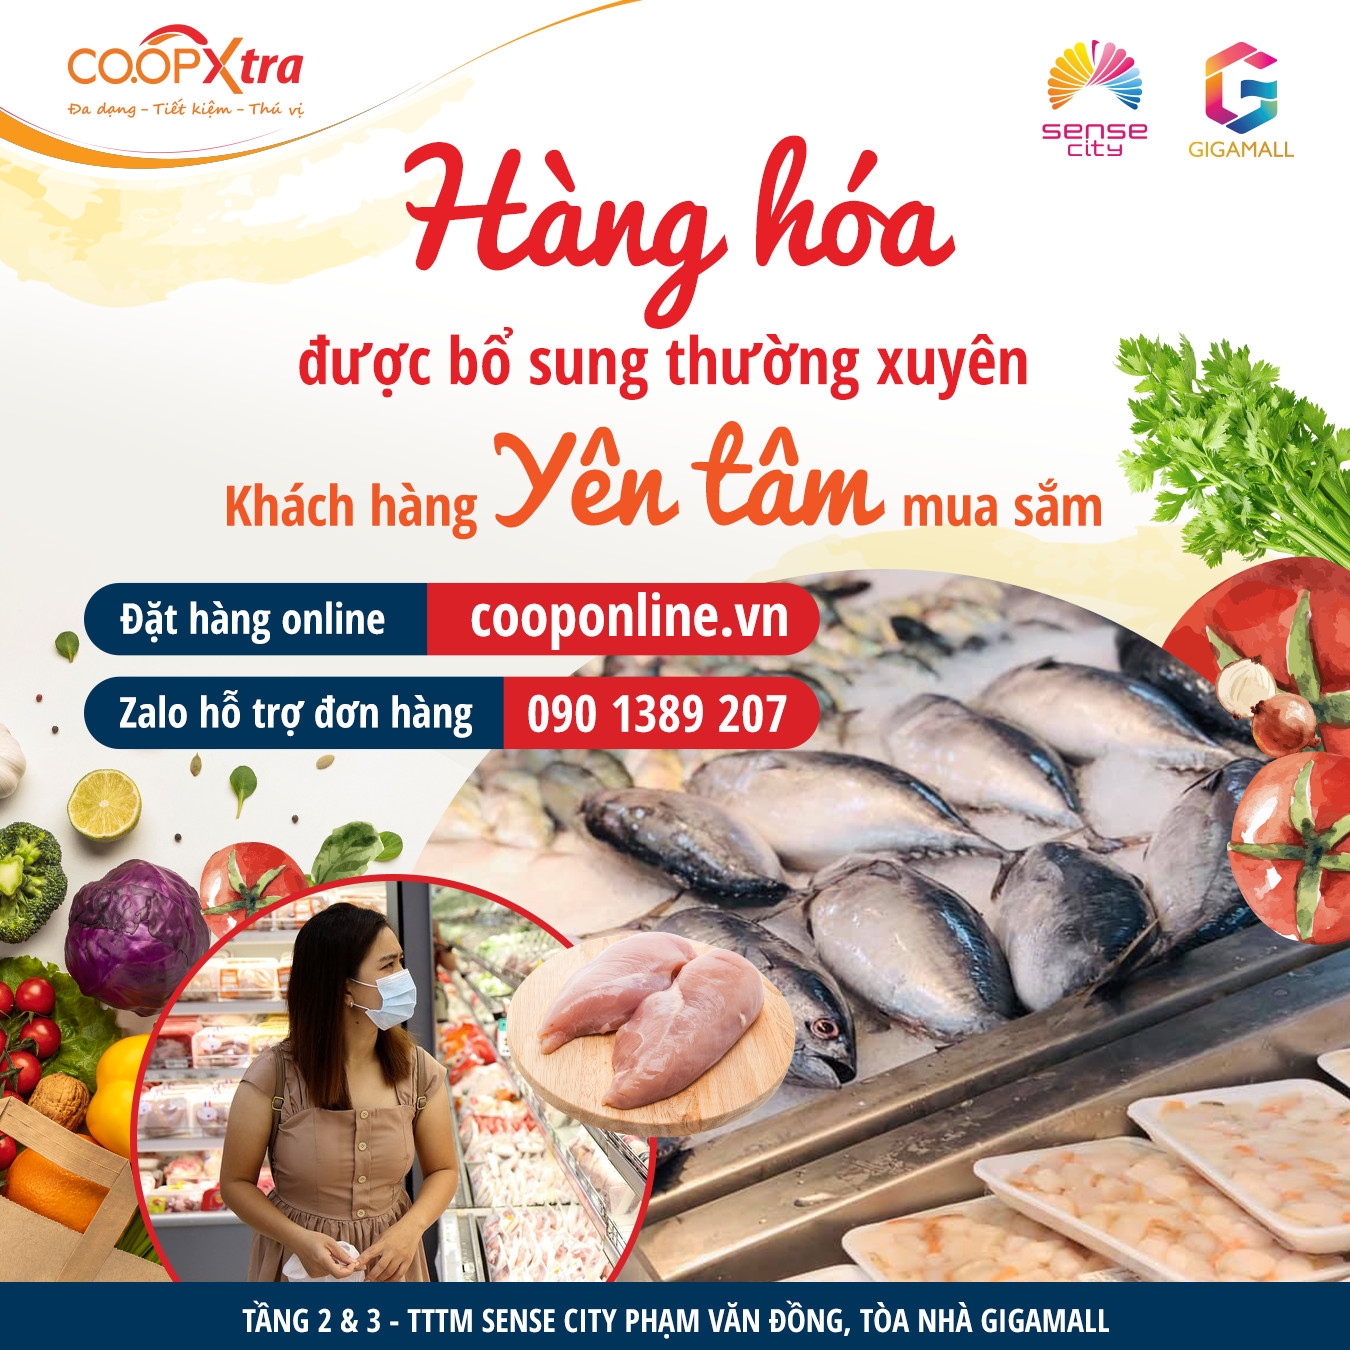 CO.OPXtra
Đa dạng - Tiết kiệm - Thú vị
sense
city
GIGAMALL
Hàng hóa
được bổ sung thường xuyên
Khách hàng Yên tâm mua sắm
Đặt hàng online cooponline.vn
Zalo hỗ trợ đơn hàng 090 1389 207
TẦNG 2 & 3 - TTTM SENSE CITY PHẠM VĂN ĐỒNG, TÒA NHÀ GIGAMALL